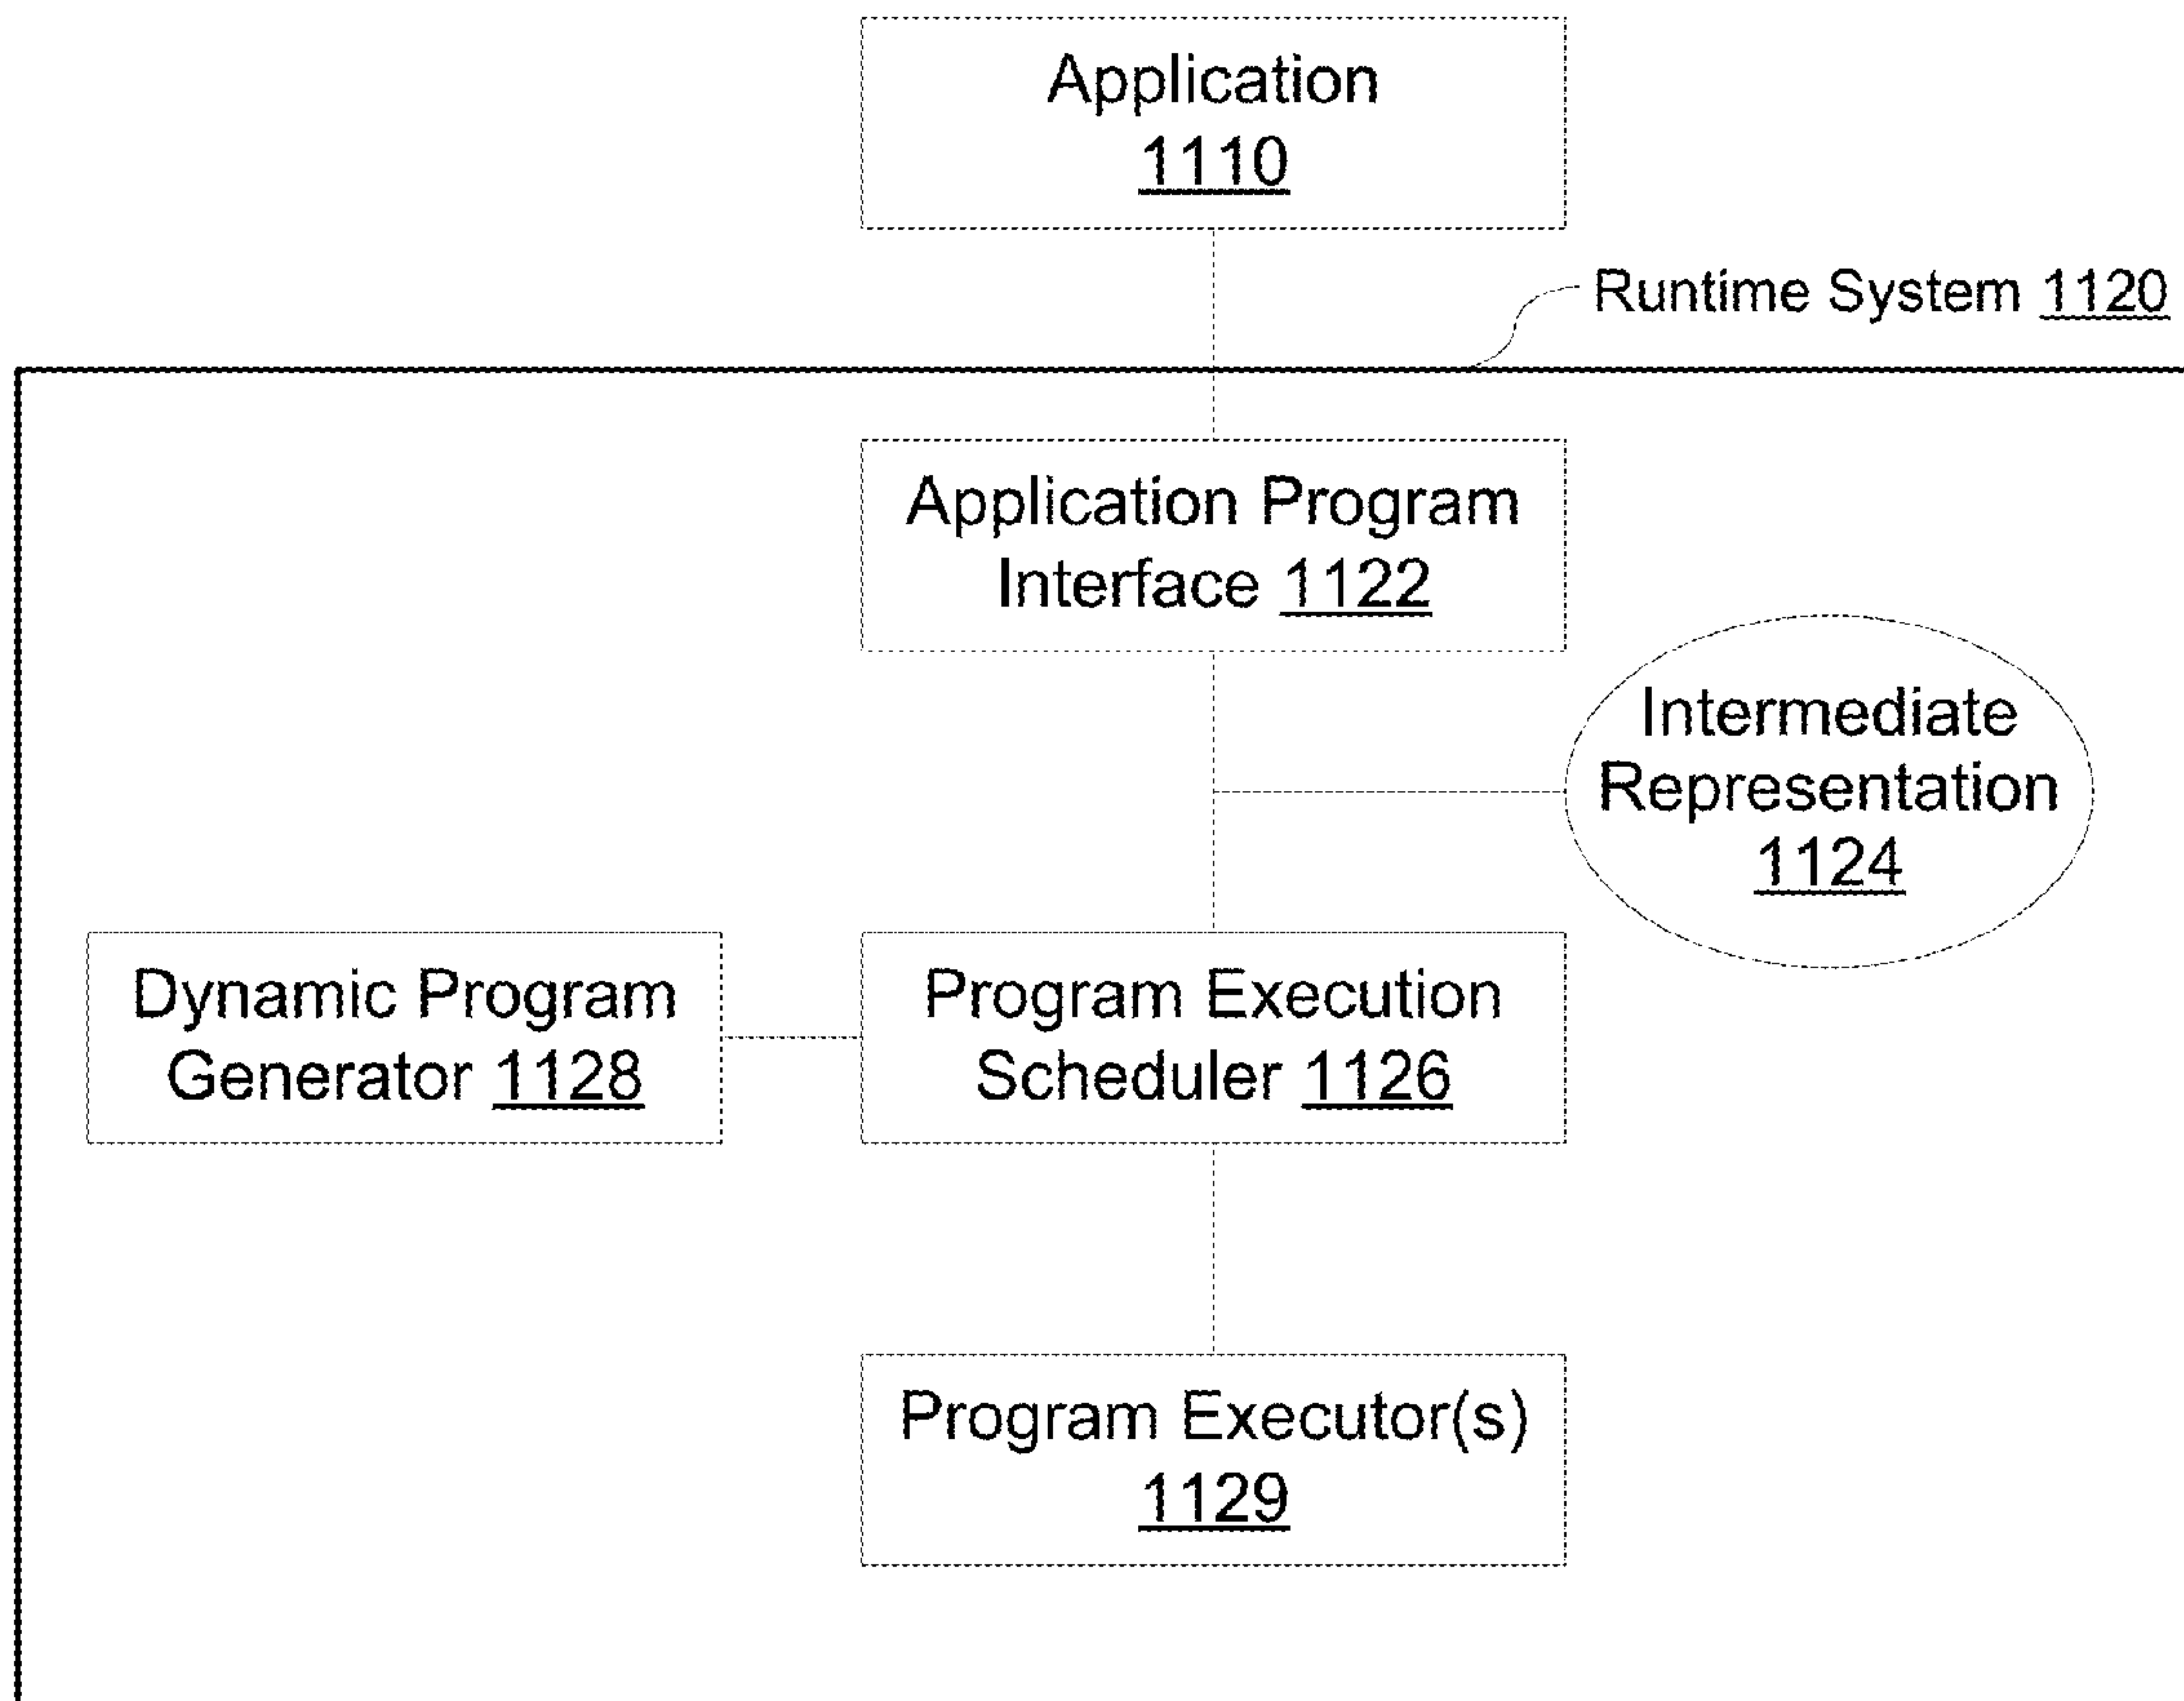 Application
1110
Runtime System 1120
Application Program
Interface 1122
Intermediate
Representation
1124
Dynamic Program
Generator 1128
Program Execution
Scheduler 1126
Program Executor(s)
1129